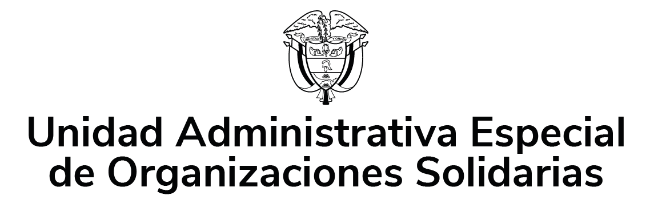 Unidad Administrativa Especial
de Organizaciones Solidarias